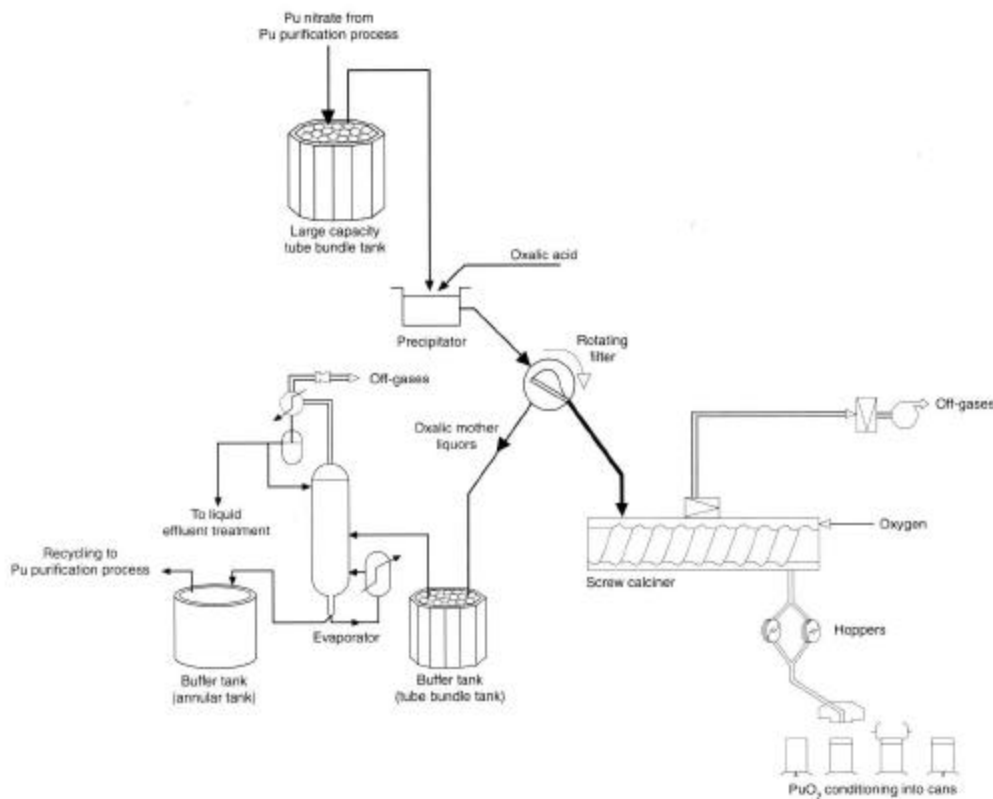 Pu nitrate from
Pu purification process
Large capacity
tube bundle tank
Oxalic acid
Precipitator
Rotating
filter
Off-gases
Off-gases
Oxalic mother
liquors
To liquid
effluent treatment
Oxygen
Recycling to
Pu purification process
Screw calciner
Evaporator
Hoppers
Buffer tank
(annular tank)
Buffer tank
(tube bundle tank)
PuO₂ conditioning into cans